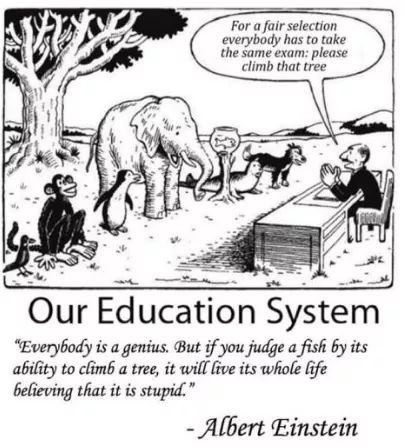 For a fair selection
everybody has to take
the same exam: please
climb that tree
Our Education System
“Everybody is a genius. But if you judge a fish by its
ability to climb a tree, it will live its whole life
believing that it is stupid.”
- Albert Einstein